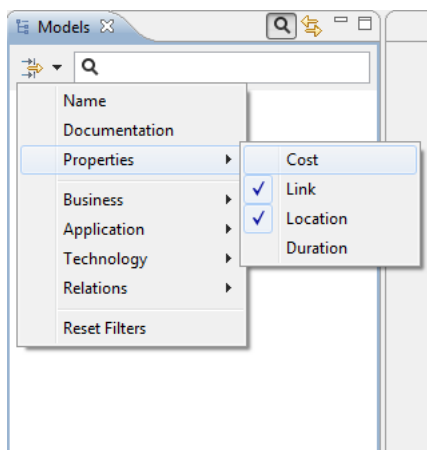 Models
Name
Documentation
Properties
Cost
Link
Location
Duration
Business
Application
Technology
Relations
Reset Filters